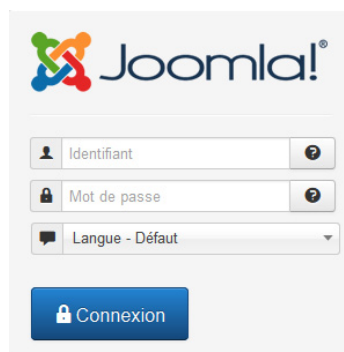 Joomla!®
Identifiant
Mot de passe
Langue - Défaut
Connexion